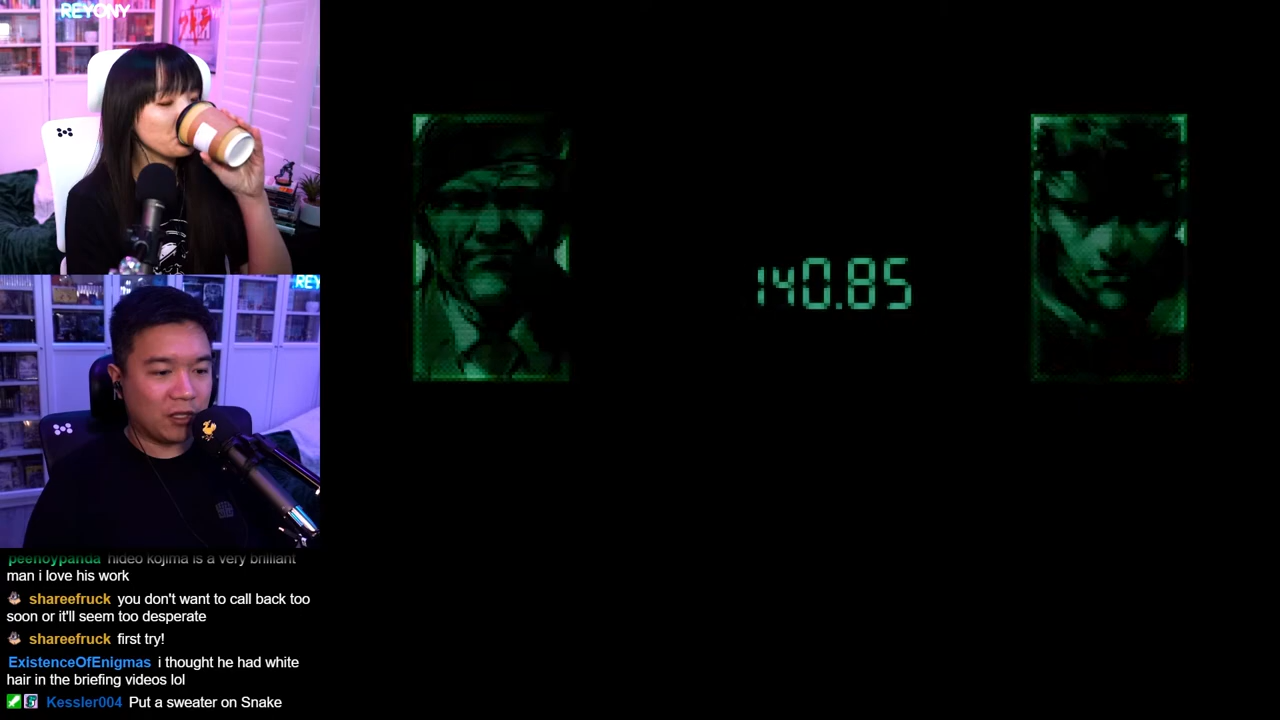 REYONY
REY
140.85
peenoypanda hideo kojima is a very brilliant
man i love his work
shareefruck you don't want to call back too
soon or it'll seem too desperate
shareefruck first try!
ExistenceOfEnigmas i thought he had white
hair in the briefing videos lol
Kessler004 Put a sweater on Snake